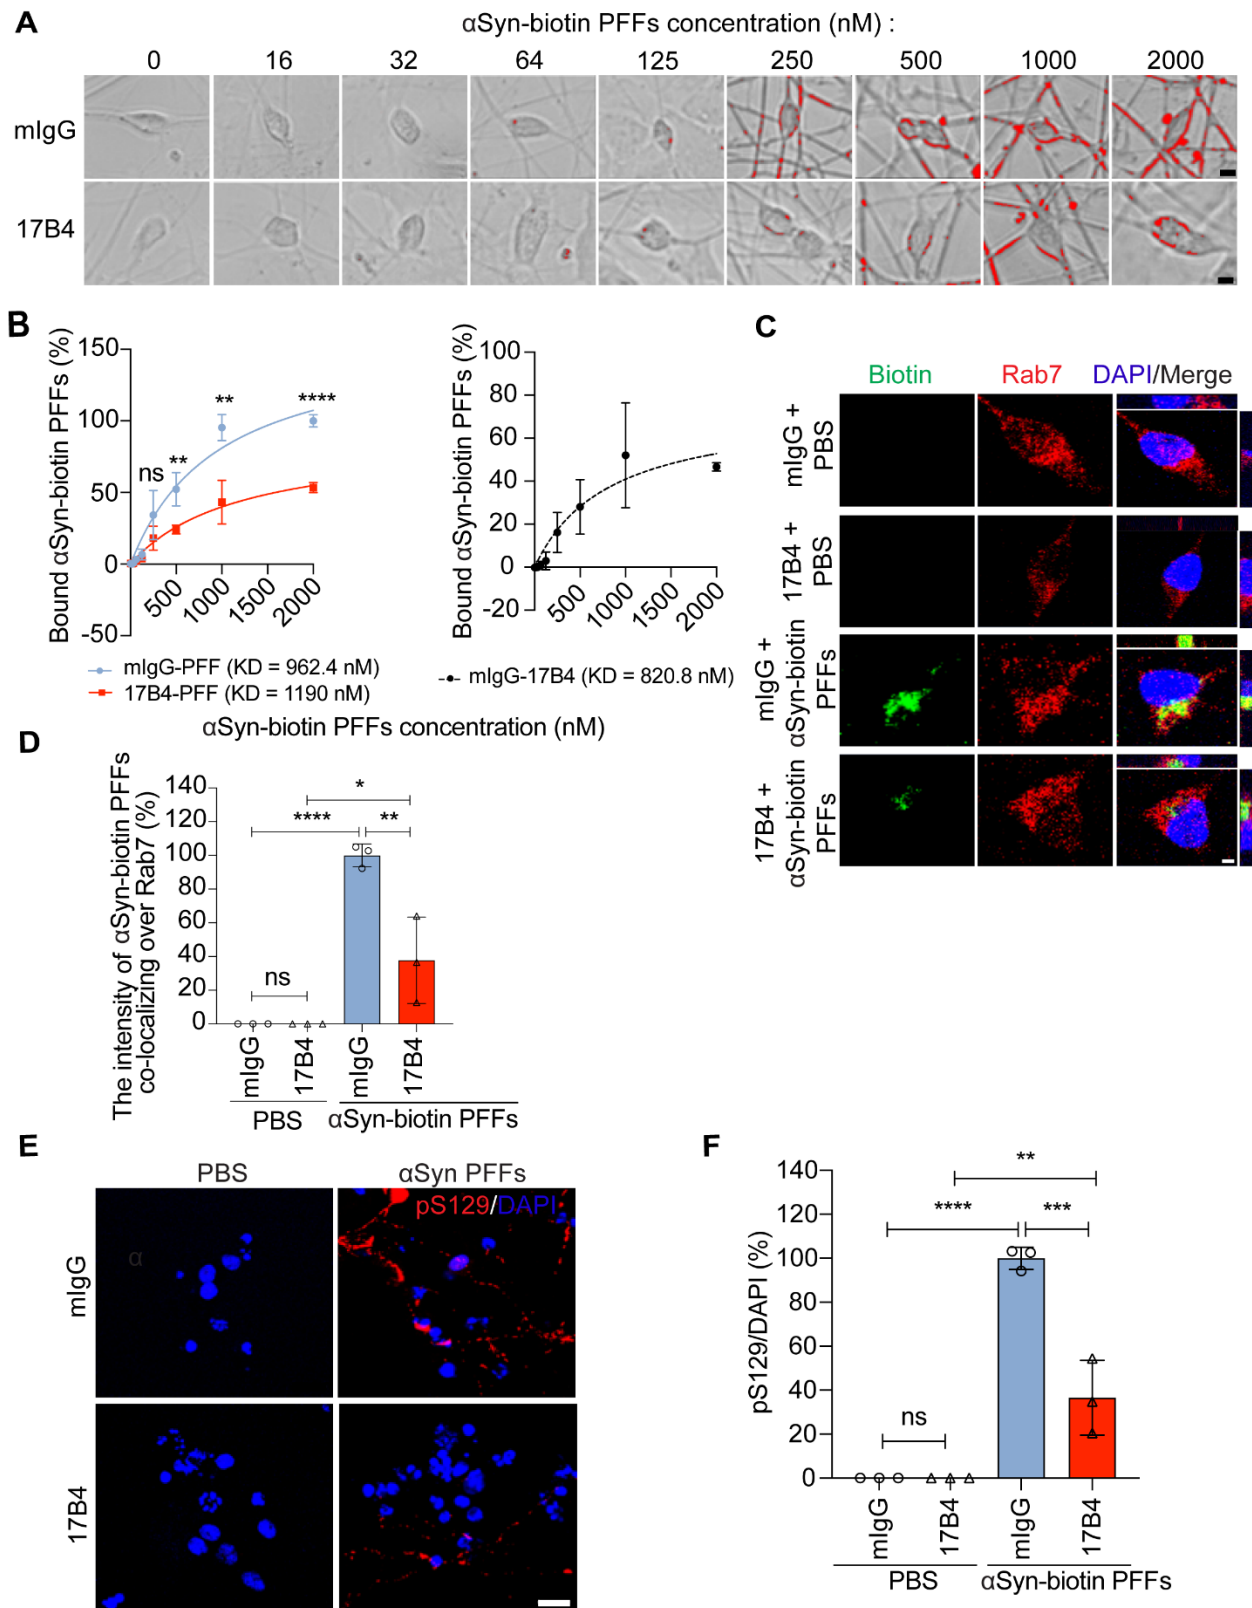 A
αSyn-biotin PFFs concentration (nM) :
0 16 32 64 125 250 500 1000 2000
mIgG
17B4
B
Bound αSyn-biotin PFFs (%)
150
100
50
0
-50
ns
**
**
****
500 1000 1500 2000
mIgG-PFF (KD = 962.4 nM)
17B4-PFF (KD = 1190 nM)
Bound αSyn-biotin PFFs (%)
100
80
60
40
20
0
-20
500 1000 1500 2000
mIgG-17B4 (KD = 820.8 nM)
αSyn-biotin PFFs concentration (nM)
C
Biotin Rab7 DAPI/Merge
mIgG +
PBS
17B4 +
PBS
mIgG +
αSyn-biotin
PFFs
17B4 +
αSyn-biotin
PFFs
D
The intensity of αSyn-biotin PFFs
co-localizing over Rab7 (%)
140
120
100
80
60
40
20
0
*
****
**
ns
mIgG 17B4 mIgG 17B4
PBS αSyn-biotin PFFs
E
PBS αSyn PFFs
pS129/DAPI
α
mIgG
17B4
F
pS129/DAPI (%)
140
120
100
80
60
40
20
0
**
****
***
ns
mIgG 17B4 mIgG 17B4
PBS αSyn-biotin PFFs